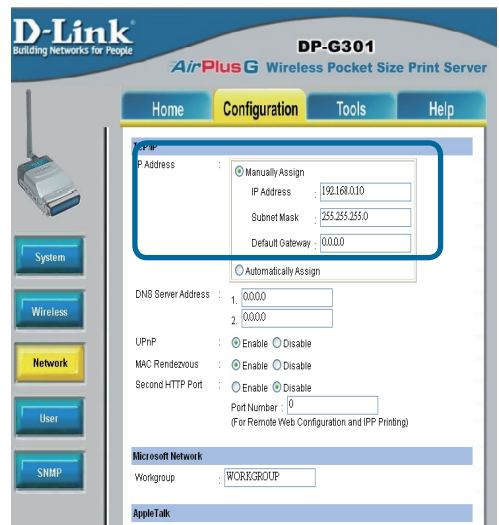 D-Link
Building Networks for People
DP-G301
AirPlus G Wireless Pocket Size Print Server
Home Configuration Tools Help
TCP/IP
IP Address : Manually Assign
IP Address : 192.168.0.10
Subnet Mask : 255.255.255.0
Default Gateway : 0.0.0.0
Automatically Assign
DNS Server Address : 1. 0.0.0.0
2. 0.0.0.0
UPnP : Enable Disable
MAC Rendezvous : Enable Disable
Second HTTP Port : Enable Disable
Port Number : 0
(For Remote Web Configuration and IPP Printing)
Microsoft Network
Workgroup : WORKGROUP
AppleTalk
System
Wireless
Network
User
SNMP